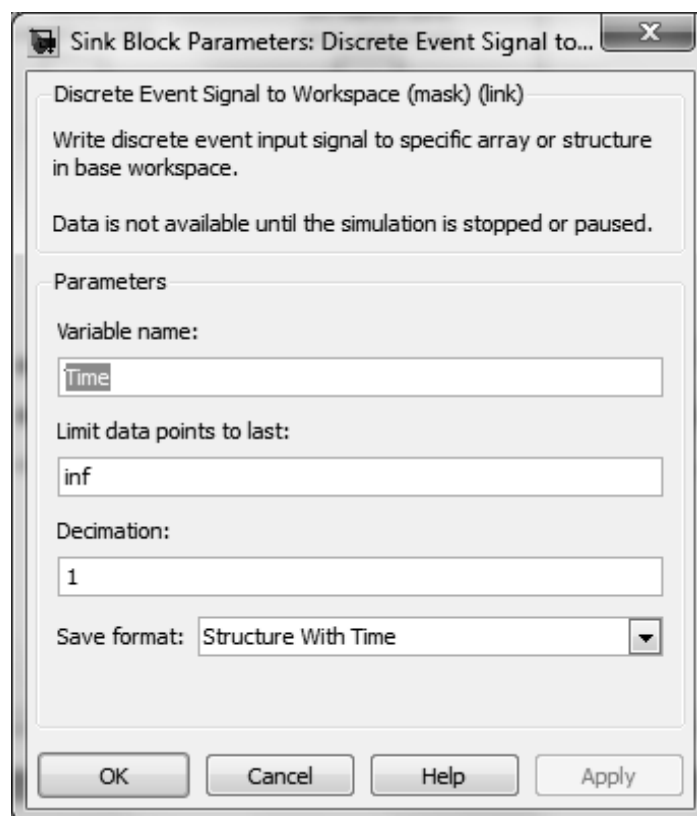 Sink Block Parameters: Discrete Event Signal to...
Discrete Event Signal to Workspace (mask) (link)
Write discrete event input signal to specific array or structure
in base workspace.
Data is not available until the simulation is stopped or paused.
Parameters
Variable name:
Time
Limit data points to last:
inf
Decimation:
1
Save format: Structure With Time
OK Cancel Help Apply